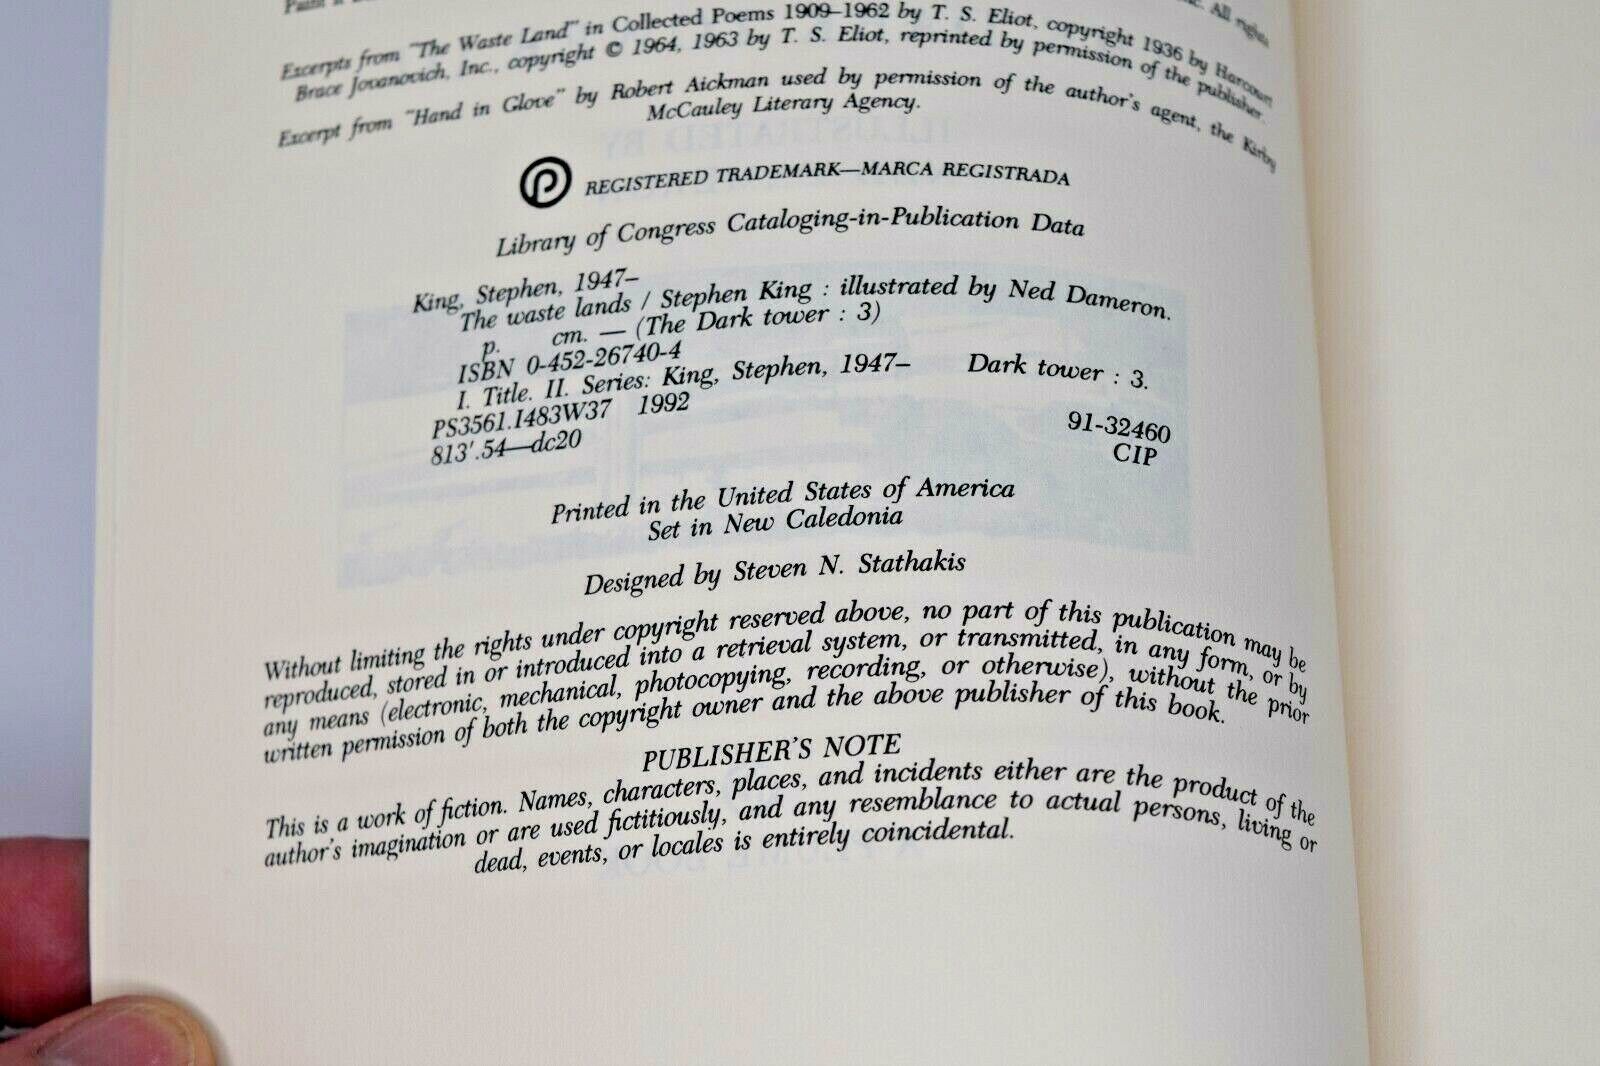 Excerpts from "The Waste Land" in Collected Poems 1909–1962 by T. S. Eliot, copyright 1936 by Harcourt
Brace Jovanovich, Inc., copyright © 1964, 1963 by T. S. Eliot, reprinted by permission of the publisher.
Excerpt from "Hand in Glove" by Robert Aickman used by permission of the author's agent, the Kirby
McCauley Literary Agency.
REGISTERED TRADEMARK—MARCA REGISTRADA
Library of Congress Cataloging-in-Publication Data
King, Stephen, 1947–
The waste lands / Stephen King : illustrated by Ned Dameron.
p. cm. — (The Dark tower : 3)
ISBN 0-452-26740-4
I. Title. II. Series: King, Stephen, 1947– Dark tower : 3.
PS3561.I483W37 1992 91-32460
813'.54—dc20 CIP
Printed in the United States of America
Set in New Caledonia
Designed by Steven N. Stathakis
Without limiting the rights under copyright reserved above, no part of this publication may be
reproduced, stored in or introduced into a retrieval system, or transmitted, in any form, or by
any means (electronic, mechanical, photocopying, recording, or otherwise), without the prior
written permission of both the copyright owner and the above publisher of this book.
PUBLISHER'S NOTE
This is a work of fiction. Names, characters, places, and incidents either are the product of the
author's imagination or are used fictitiously, and any resemblance to actual persons, living or
dead, events, or locales is entirely coincidental.